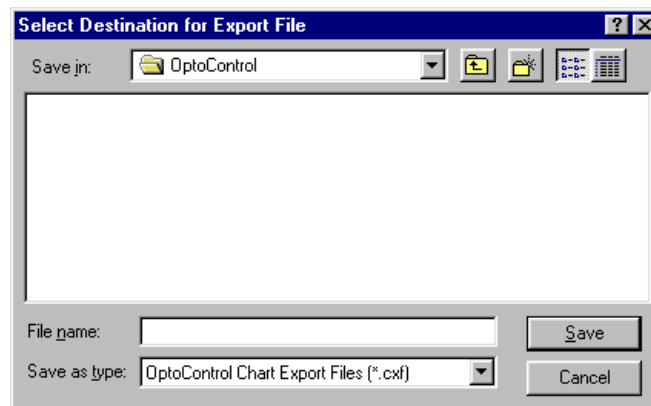 Select Destination for Export File
Save in: OptoControl
File name: Save
Save as type: OptoControl Chart Export Files (*.cxf) Cancel